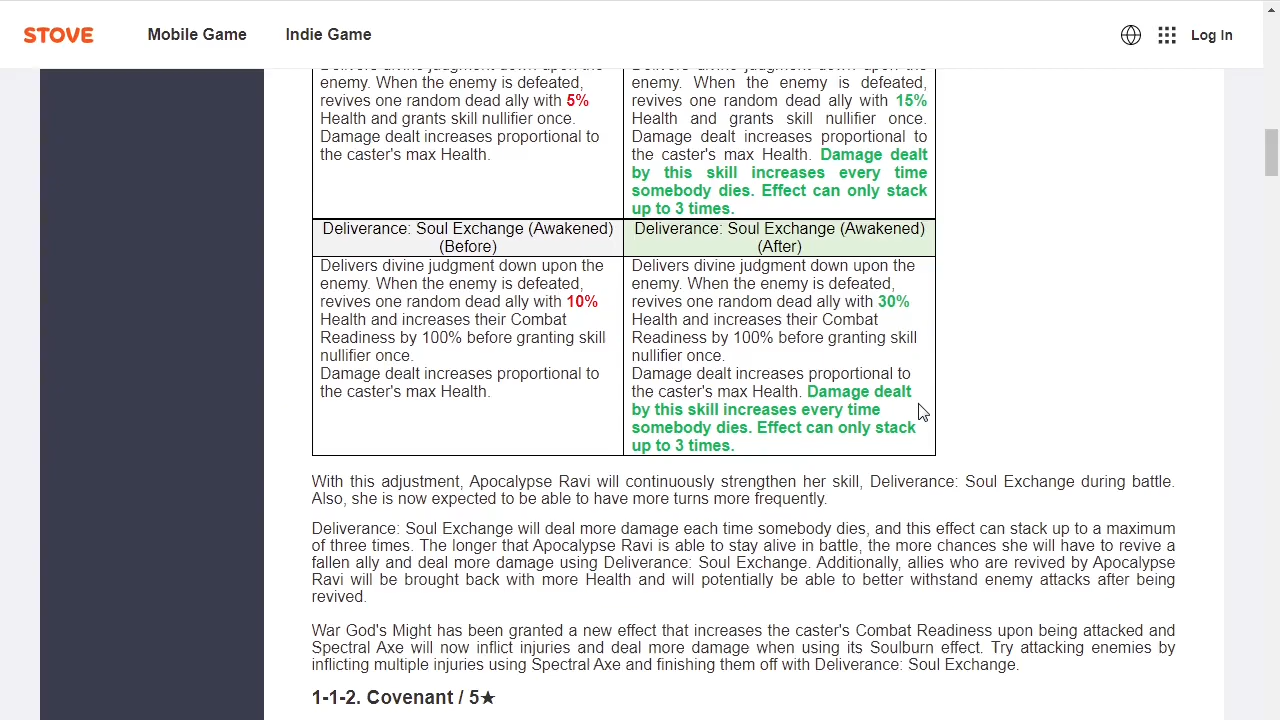 STOVE Mobile Game Indie Game Log In
Delivers divine judgment down upon the
enemy. When the enemy is defeated,
revives one random dead ally with 5%
Health and grants skill nullifier once.
Damage dealt increases proportional to
the caster's max Health.
Delivers divine judgment down upon the
enemy. When the enemy is defeated,
revives one random dead ally with 15%
Health and grants skill nullifier once.
Damage dealt increases proportional to
the caster's max Health. Damage dealt
by this skill increases every time
somebody dies. Effect can only stack
up to 3 times.
Deliverance: Soul Exchange (Awakened)
(Before)
Deliverance: Soul Exchange (Awakened)
(After)
Delivers divine judgment down upon the
enemy. When the enemy is defeated,
revives one random dead ally with 10%
Health and increases their Combat
Readiness by 100% before granting skill
nullifier once.
Damage dealt increases proportional to
the caster's max Health.
Delivers divine judgment down upon the
enemy. When the enemy is defeated,
revives one random dead ally with 30%
Health and increases their Combat
Readiness by 100% before granting skill
nullifier once.
Damage dealt increases proportional to
the caster's max Health. Damage dealt
by this skill increases every time
somebody dies. Effect can only stack
up to 3 times.
With this adjustment, Apocalypse Ravi will continuously strengthen her skill, Deliverance: Soul Exchange during battle.
Also, she is now expected to be able to have more turns more frequently.
Deliverance: Soul Exchange will deal more damage each time somebody dies, and this effect can stack up to a maximum
of three times. The longer that Apocalypse Ravi is able to stay alive in battle, the more chances she will have to revive a
fallen ally and deal more damage using Deliverance: Soul Exchange. Additionally, allies who are revived by Apocalypse
Ravi will be brought back with more Health and will potentially be able to better withstand enemy attacks after being
revived.
War God's Might has been granted a new effect that increases the caster's Combat Readiness upon being attacked and
Spectral Axe will now inflict injuries and deal more damage when using its Soulburn effect. Try attacking enemies by
inflicting multiple injuries using Spectral Axe and finishing them off with Deliverance: Soul Exchange.
1-1-2. Covenant / 5★